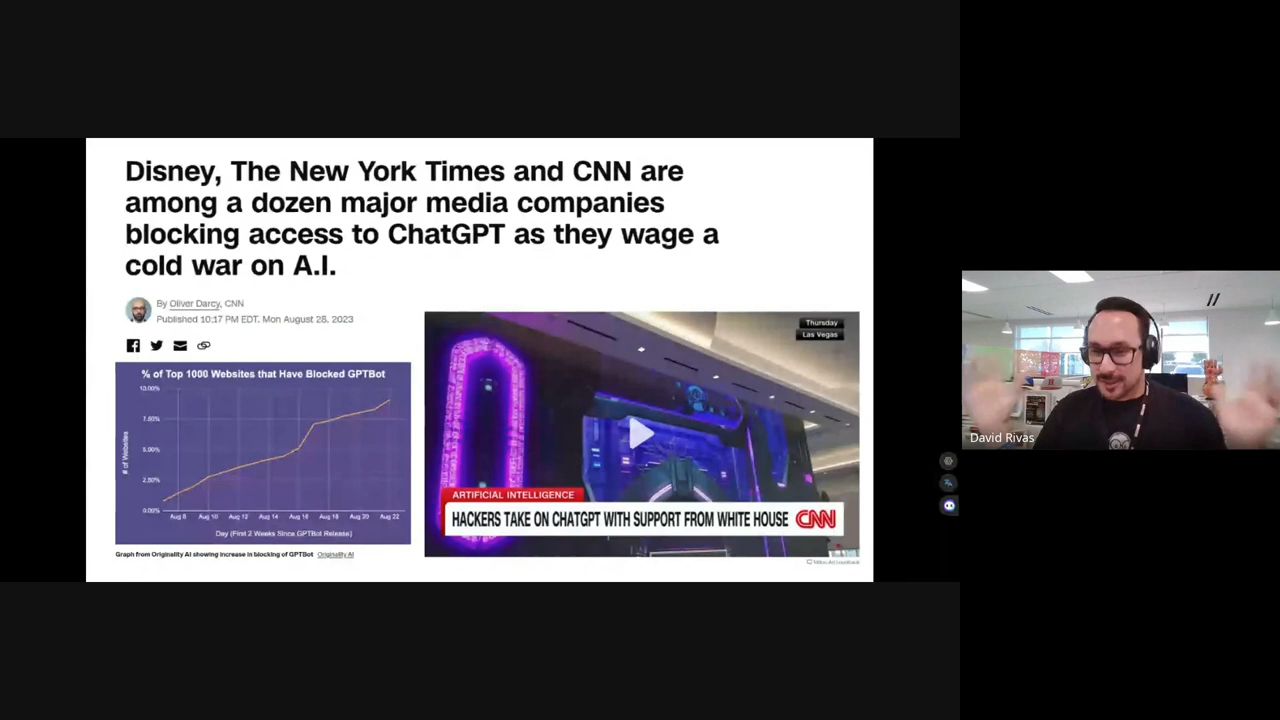 Disney, The New York Times and CNN are
among a dozen major media companies
blocking access to ChatGPT as they wage a
cold war on A.I.
By Oliver Darcy, CNN
Published 10:17 PM EDT, Mon August 28, 2023
% of Top 1000 Websites that Have Blocked GPTBot
10.00%
7.50%
5.00%
2.50%
0.00%
# of Websites
Aug 8 Aug 10 Aug 12 Aug 14 Aug 16 Aug 18 Aug 20 Aug 22
Day (First 2 Weeks Since GPTBot Release)
Graph from Originality AI showing increase in blocking of GPTBot Originality AI
Thursday
Las Vegas
ARTIFICIAL INTELLIGENCE
HACKERS TAKE ON CHATGPT WITH SUPPORT FROM WHITE HOUSE CNN
David Rivas